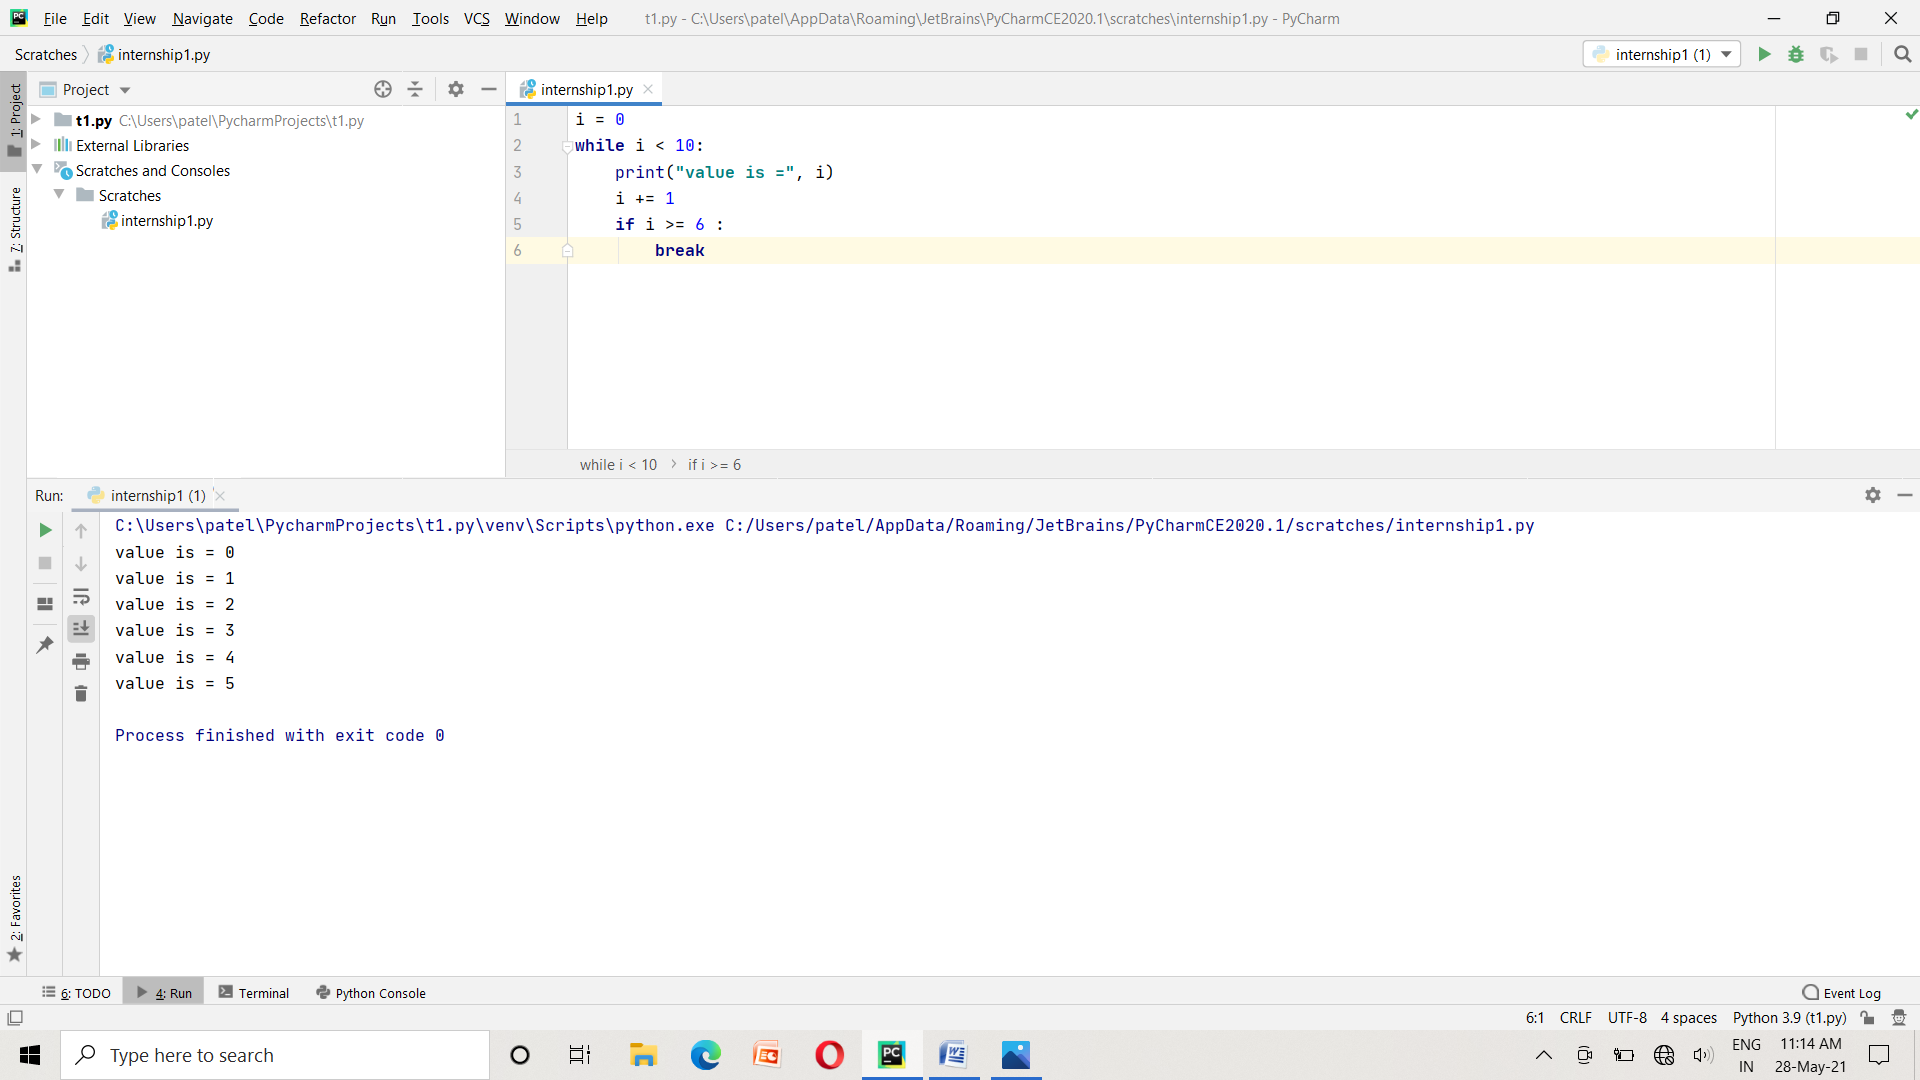 File Edit View Navigate Code Refactor Run Tools VCS Window Help t1.py - C:\Users\patel\AppData\Roaming\JetBrains\PyCharmCE2020.1\scratches\internship1.py - PyCharm
Scratches internship1.py internship1 (1)
1: Project
Project
internship1.py
t1.py C:\Users\patel\PycharmProjects\t1.py
External Libraries
Scratches and Consoles
Scratches
internship1.py
7: Structure
1 i = 0
2 while i < 10:
3 print("value is =", i)
4 i += 1
5 if i >= 6 :
6 break
while i < 10 › if i >= 6
Run: internship1 (1)
C:\Users\patel\PycharmProjects\t1.py\venv\Scripts\python.exe C:/Users/patel/AppData/Roaming/JetBrains/PyCharmCE2020.1/scratches/internship1.py
value is = 0
value is = 1
value is = 2
value is = 3
value is = 4
value is = 5
Process finished with exit code 0
2: Favorites
6: TODO 4: Run Terminal Python Console Event Log
6:1 CRLF UTF-8 4 spaces Python 3.9 (t1.py)
Type here to search
PC
ENG 11:14 AM
IN 28-May-21